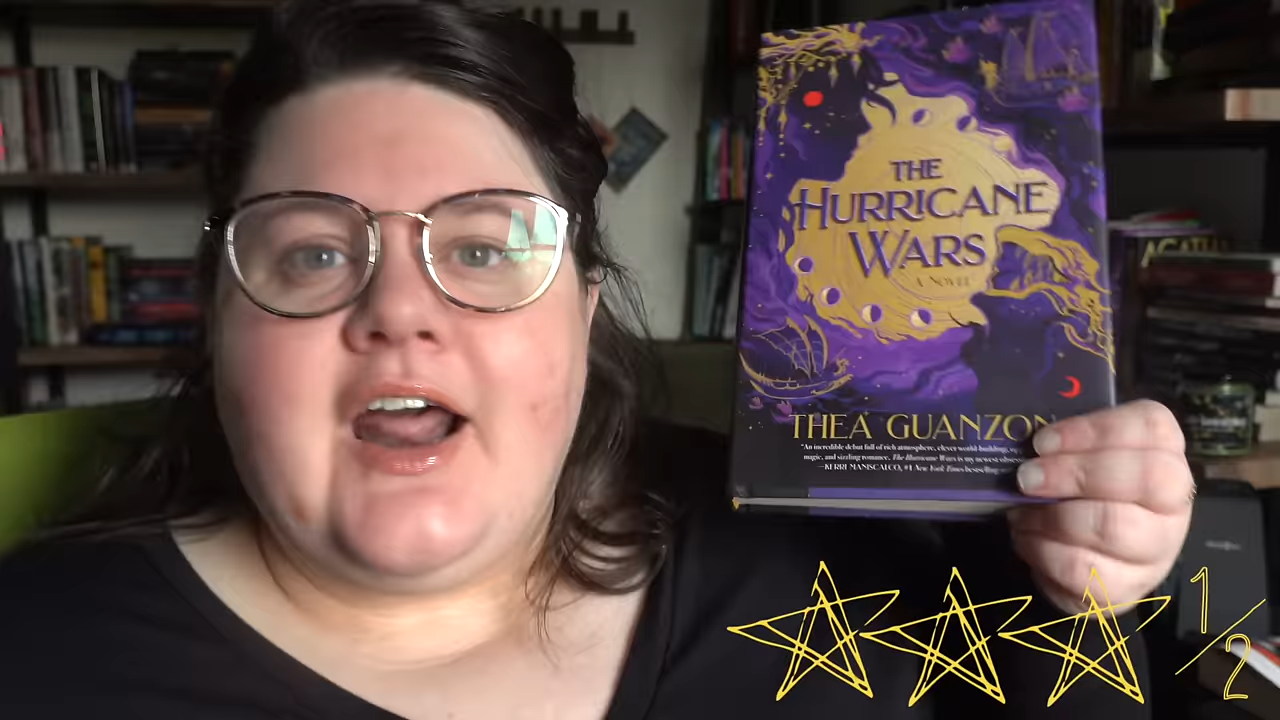 THE
HURRICANE
WARS
A NOVEL
THEA GUANZON
"An incredible debut full of rich atmosphere, clever world-building,
magic, and sizzling romance. The Hurricane Wars is my newest
—KERRI MANISCALCO, #1 New York Times
AGATHA
1/2